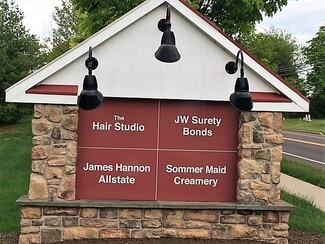 The
Hair Studio
JW Surety
Bonds
James Hannon
Allstate
Sommer Maid
Creamery